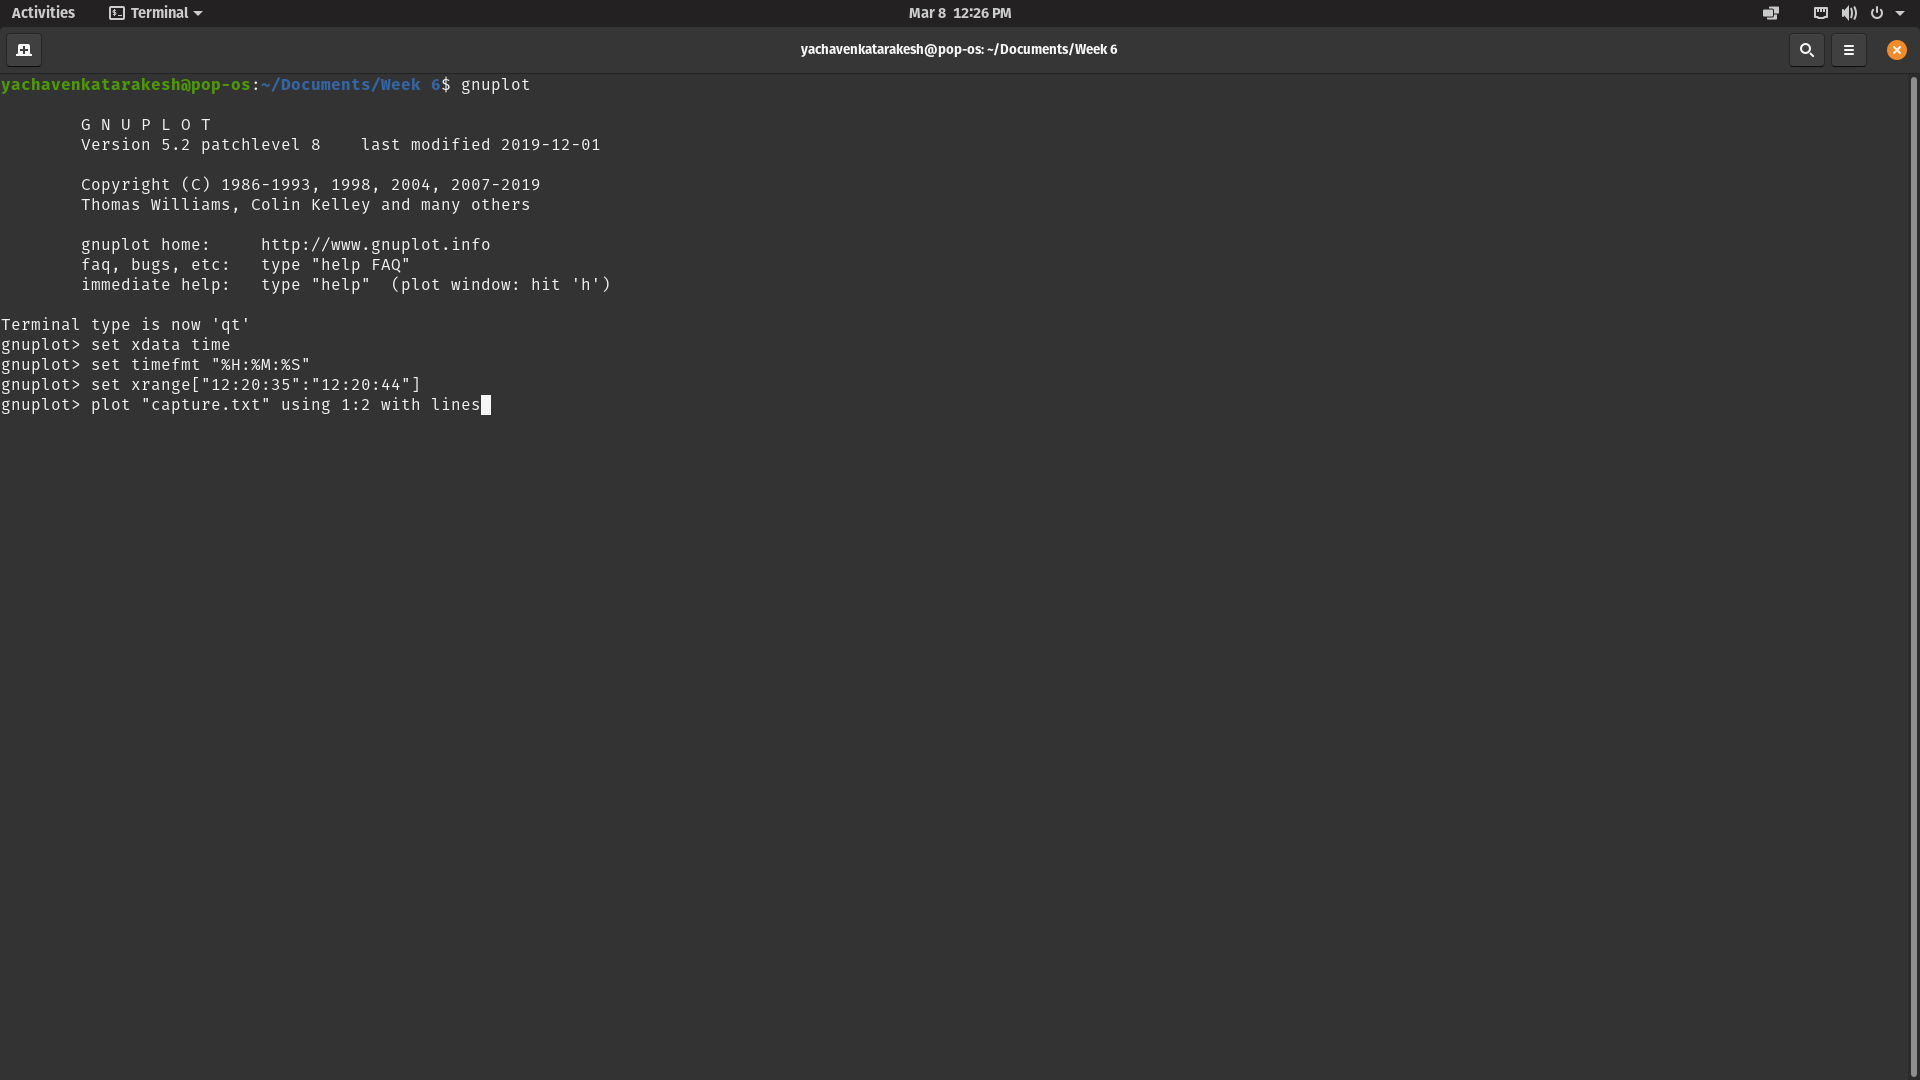 Activities
Terminal
Mar 8  12:26 PM
yachavenkatarakesh@pop-os: ~/Documents/Week 6
yachavenkatarakesh@pop-os:~/Documents/Week 6$ gnuplot
G N U P L O T
Version 5.2 patchlevel 8    last modified 2019-12-01
Copyright (C) 1986-1993, 1998, 2004, 2007-2019
Thomas Williams, Colin Kelley and many others
gnuplot home:     http://www.gnuplot.info
faq, bugs, etc:   type "help FAQ"
immediate help:   type "help"  (plot window: hit 'h')
Terminal type is now 'qt'
gnuplot> set xdata time
gnuplot> set timefmt "%H:%M:%S"
gnuplot> set xrange["12:20:35":"12:20:44"]
gnuplot> plot "capture.txt" using 1:2 with lines